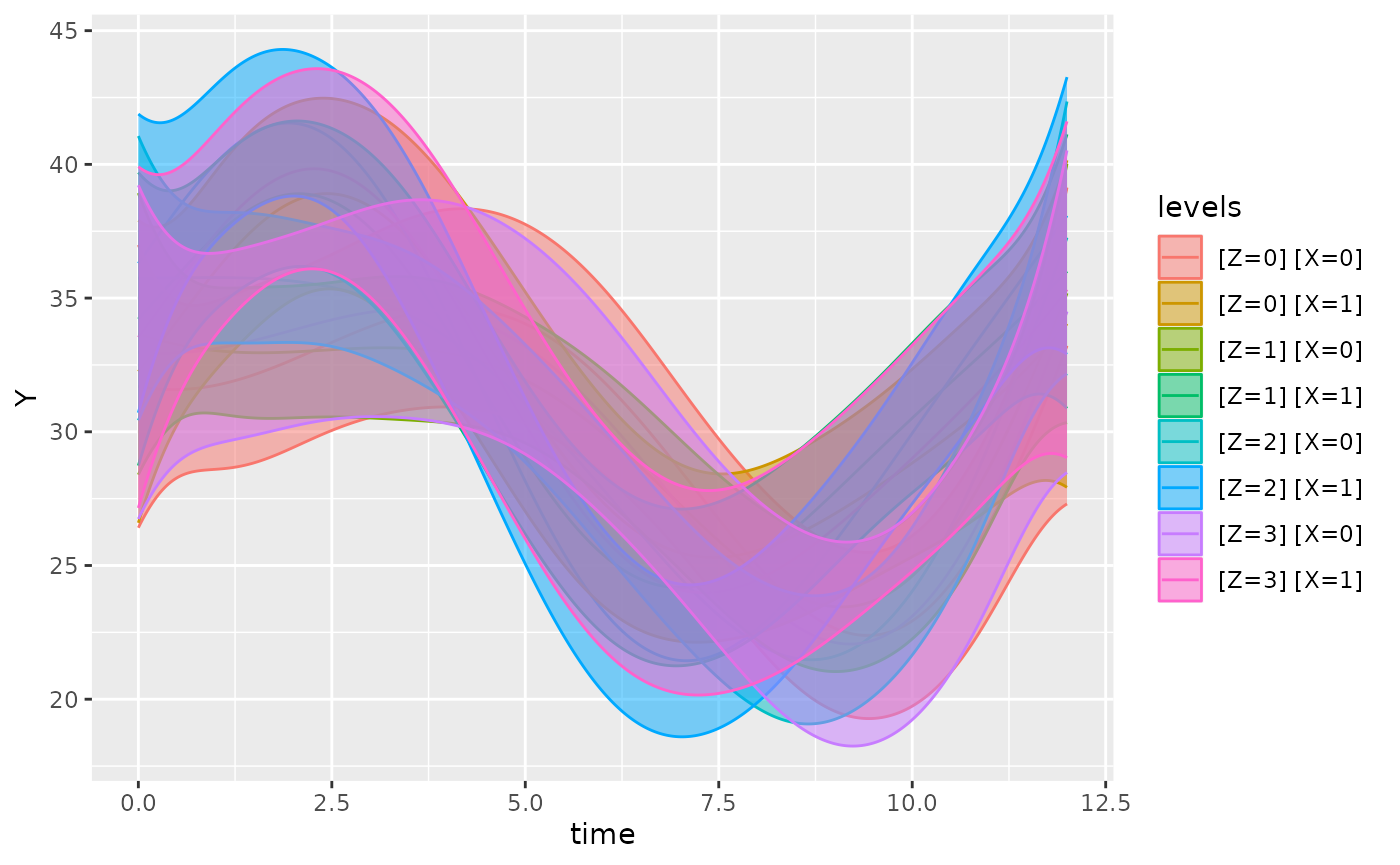 45
40
35
30
25
20
Y
0.0 2.5 5.0 7.5 10.0 12.5
time
levels
[Z=0] [X=0]
[Z=0] [X=1]
[Z=1] [X=0]
[Z=1] [X=1]
[Z=2] [X=0]
[Z=2] [X=1]
[Z=3] [X=0]
[Z=3] [X=1]